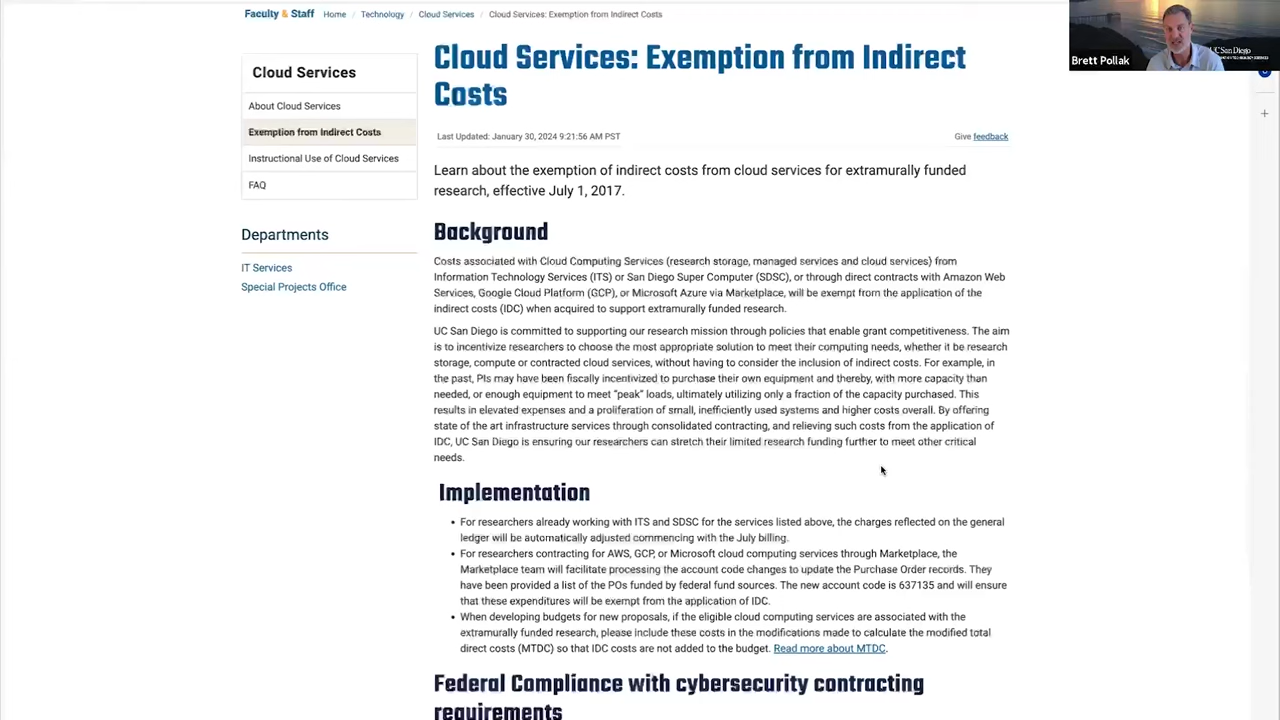 Faculty & Staff Home / Technology / Cloud Services / Cloud Services: Exemption from Indirect Costs
Brett Pollak
UC San Diego
Cloud Services
About Cloud Services
Exemption from Indirect Costs
Instructional Use of Cloud Services
FAQ
Departments
IT Services
Special Projects Office
Cloud Services: Exemption from Indirect
Costs
Last Updated: January 30, 2024 9:21:56 AM PST
Give feedback
Learn about the exemption of indirect costs from cloud services for extramurally funded
research, effective July 1, 2017.
Background
Costs associated with Cloud Computing Services (research storage, managed services and cloud services) from
Information Technology Services (ITS) or San Diego Super Computer (SDSC), or through direct contracts with Amazon Web
Services, Google Cloud Platform (GCP), or Microsoft Azure via Marketplace, will be exempt from the application of the
indirect costs (IDC) when acquired to support extramurally funded research.
UC San Diego is committed to supporting our research mission through policies that enable grant competitiveness. The aim
is to incentivize researchers to choose the most appropriate solution to meet their computing needs, whether it be research
storage, compute or contracted cloud services, without having to consider the inclusion of indirect costs. For example, in
the past, PIs may have been fiscally incentivized to purchase their own equipment and thereby, with more capacity than
needed, or enough equipment to meet “peak” loads, ultimately utilizing only a fraction of the capacity purchased. This
results in elevated expenses and a proliferation of small, inefficiently used systems and higher costs overall. By offering
state of the art infrastructure services through consolidated contracting, and relieving such costs from the application of
IDC, UC San Diego is ensuring our researchers can stretch their limited research funding further to meet other critical
needs.
Implementation
• For researchers already working with ITS and SDSC for the services listed above, the charges reflected on the general
ledger will be automatically adjusted commencing with the July billing.
• For researchers contracting for AWS, GCP, or Microsoft cloud computing services through Marketplace, the
Marketplace team will facilitate processing the account code changes to update the Purchase Order records. They
have been provided a list of the POs funded by federal fund sources. The new account code is 637135 and will ensure
that these expenditures will be exempt from the application of IDC.
• When developing budgets for new proposals, if the eligible cloud computing services are associated with the
extramurally funded research, please include these costs in the modifications made to calculate the modified total
direct costs (MTDC) so that IDC costs are not added to the budget. Read more about MTDC.
Federal Compliance with cybersecurity contracting
requirements